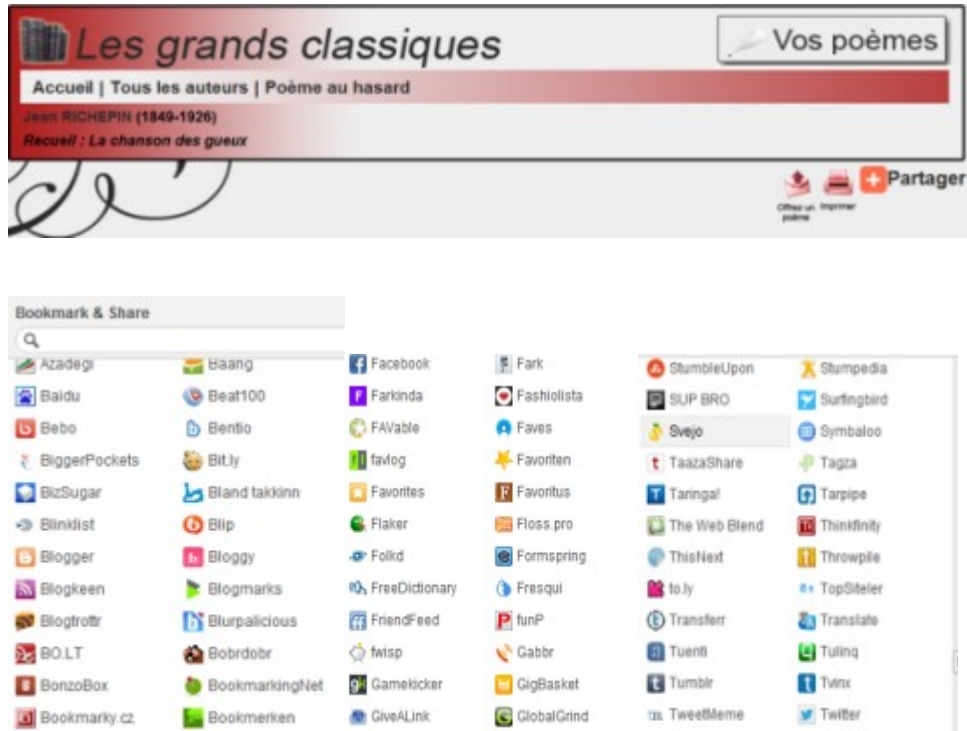 Les grands classiques
Vos poèmes
Accueil | Tous les auteurs | Poème au hasard
Jean RICHEPIN (1849-1926)
Recueil : La chanson des gueux
Partager
Offrez un poème
Imprimer
Bookmark & Share
Azadegi
Baang
Baidu
Beat100
Bebo
Bentio
BiggerPockets
Bit.ly
BizSugar
Bland takkinn
Blinklist
Blip
Blogger
Bloggy
Blogkeen
Blogmarks
Blogtrottr
Blurpalicious
BO.LT
Bobrdobr
BonzoBox
BookmarkingNet
Bookmarky.cz
Bookmerken
Facebook
Fark
Farkinda
Fashiolista
FAVable
Faves
favlog
Favoriten
Favorites
Favoritus
Flaker
Floss.pro
Folkd
Formspring
FreeDictionary
Fresqui
FriendFeed
funP
fwisp
Gabbr
Gamekicker
GigBasket
GiveALink
GlobalGrind
StumbleUpon
Stumpedia
SUP BRO
Surfingbird
Svejo
Symbaloo
TaazaShare
Tagza
Taringa!
Tarpipe
The Web Blend
Thinkfinity
ThisNext
Throwpile
to.ly
TopSiteler
Transferr
Translate
Tuenti
Tulinq
Tumblr
Tvinx
TweetMeme
Twitter